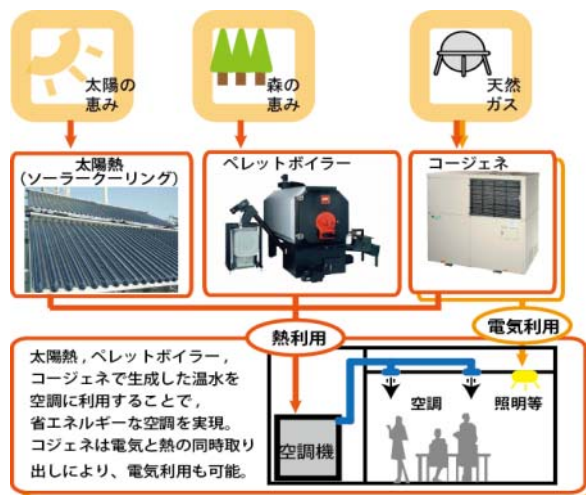 太陽の
恵み
森の
恵み
天然
ガス
太陽熱
(ソーラークーリング)
ペレットボイラー
コージェネ
熱利用
電気利用
太陽熱,ペレットボイラー,
コージェネで生成した温水を
空調に利用することで,
省エネルギーな空調を実現。
コジェネは電気と熱の同時取り
出しにより、電気利用も可能。
空調
照明等
空調機